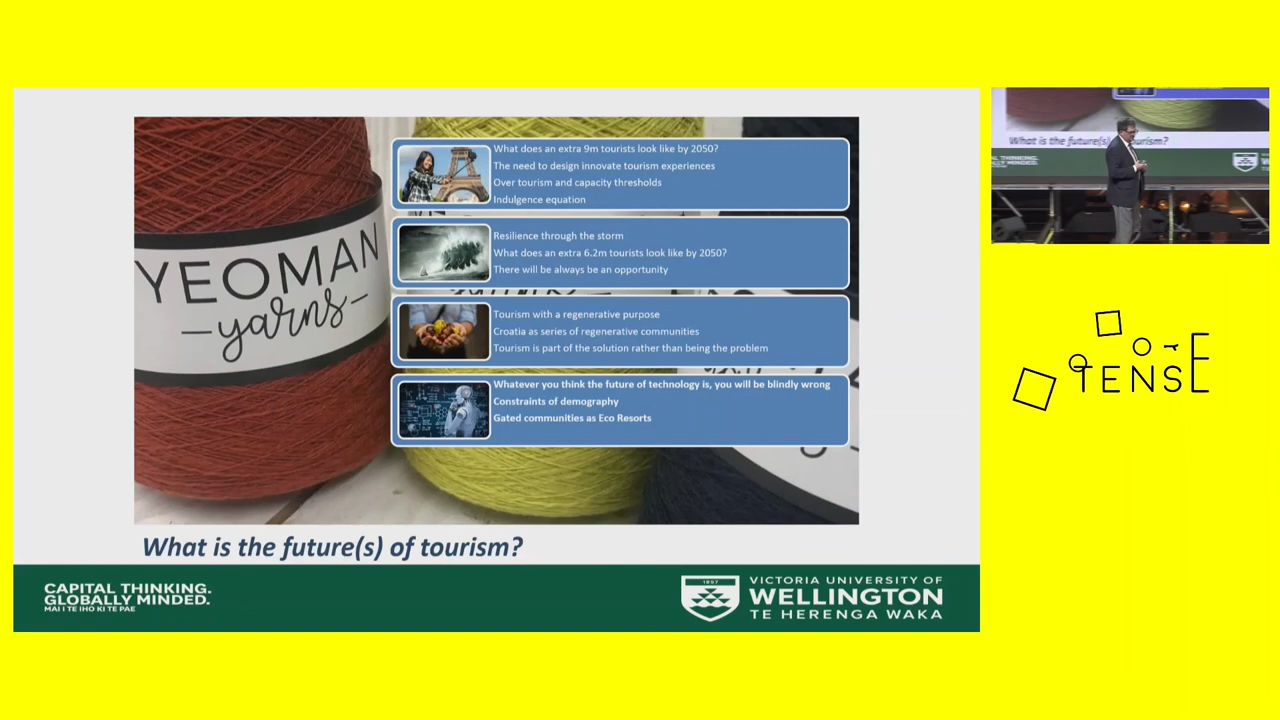 What does an extra 9m tourists look like by 2050?
The need to design innovate tourism experiences
Over tourism and capacity thresholds
Indulgence equation
Resilience through the storm
What does an extra 6.2m tourists look like by 2050?
There will be always be an opportunity
Tourism with a regenerative purpose
Croatia as series of regenerative communities
Tourism is part of the solution rather than being the problem
Whatever you think the future of technology is, you will be blindly wrong
Constraints of demography
Gated communities as Eco Resorts
YEOMAN
yarns
What is the future(s) of tourism?
CAPITAL THINKING.
GLOBALLY MINDED.
MAI I TE IHO KI TE PAE
1897
VICTORIA UNIVERSITY OF
WELLINGTON
TE HERENGA WAKA
What is the future(s) tourism?
TENSE